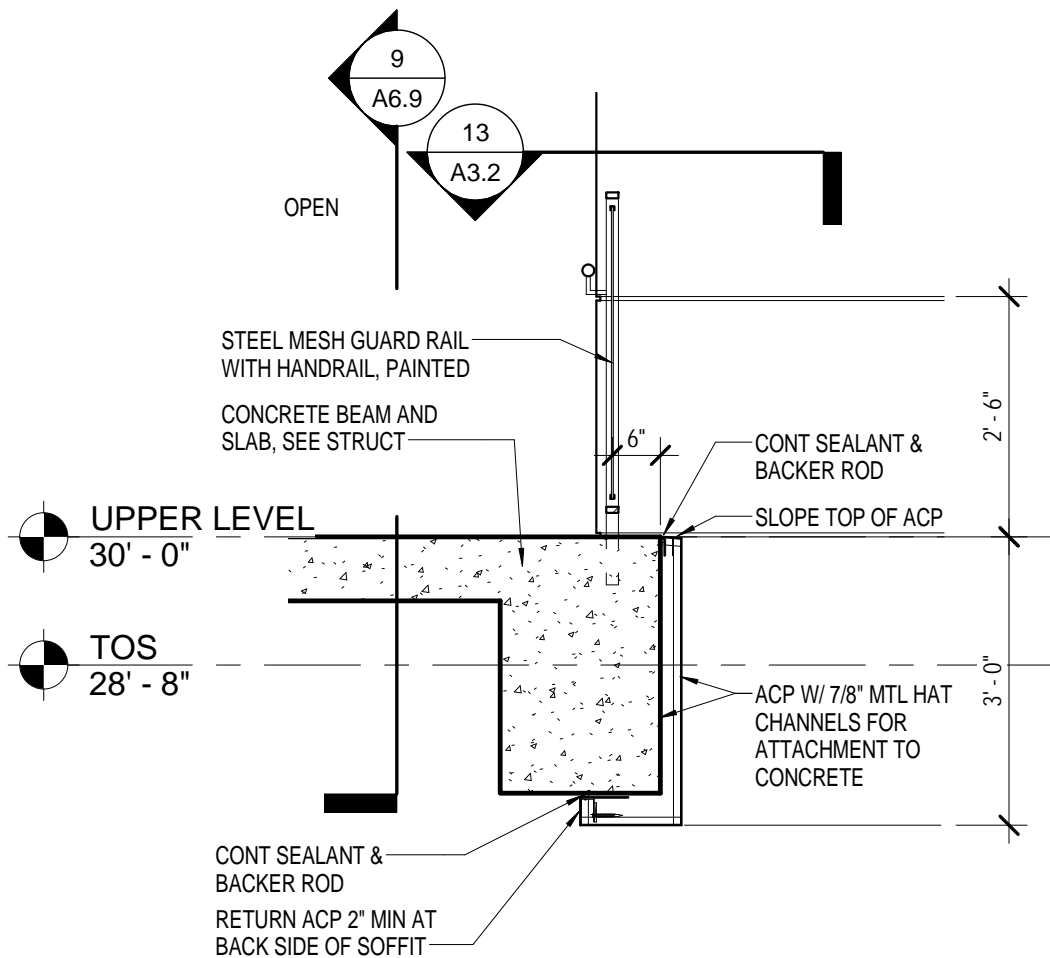 9
A6.9
13
A3.2
OPEN
STEEL MESH GUARD RAIL
WITH HANDRAIL, PAINTED
CONCRETE BEAM AND
SLAB, SEE STRUCT
6"
2' - 6"
CONT SEALANT &
BACKER ROD
SLOPE TOP OF ACP
UPPER LEVEL
30' - 0"
TOS
28' - 8"
3' - 0"
ACP W/ 7/8" MTL HAT
CHANNELS FOR
ATTACHMENT TO
CONCRETE
CONT SEALANT &
BACKER ROD
RETURN ACP 2" MIN AT
BACK SIDE OF SOFFIT